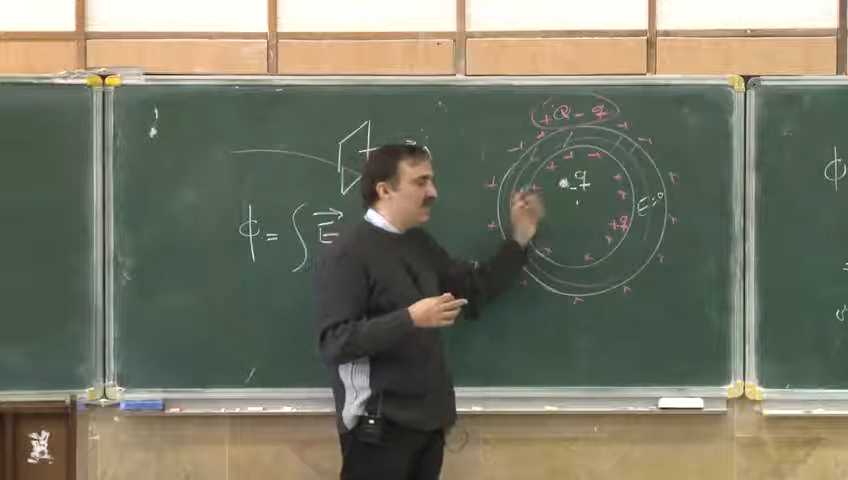 +Q - q
-q
E=0
+q
Φ = ∫ E
Φ